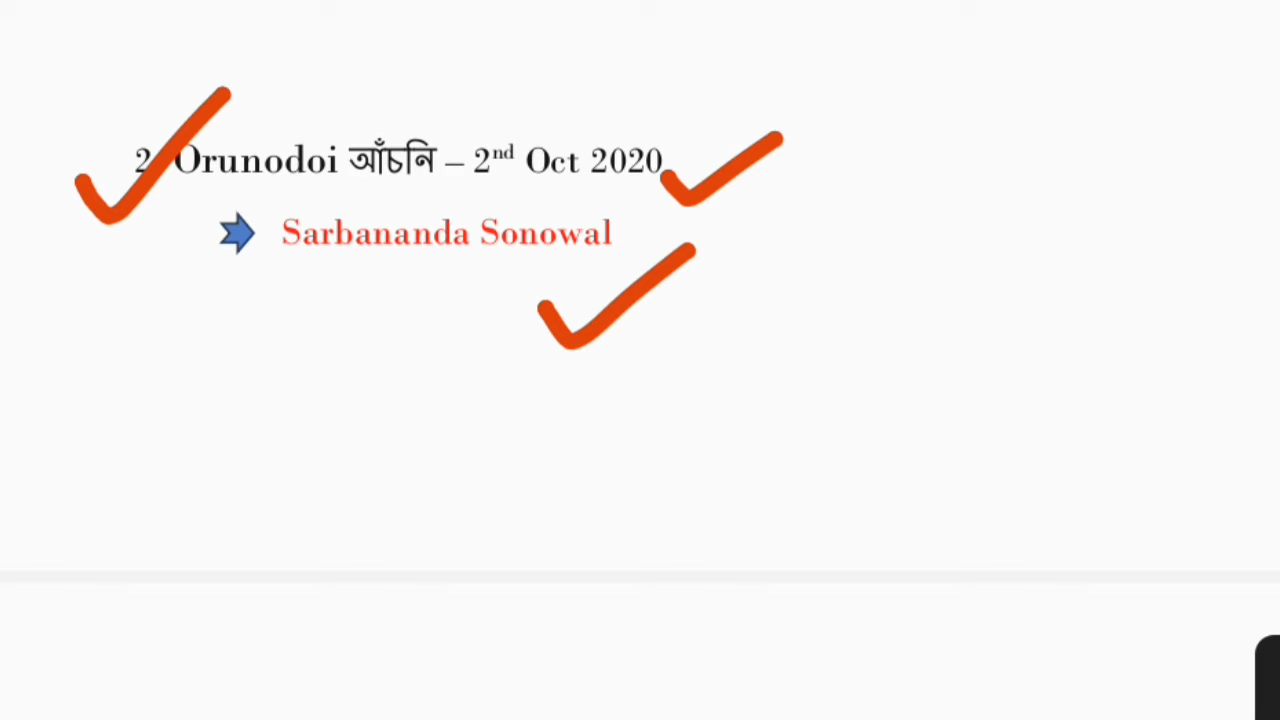 2. Orunodoi আঁচনি – 2nd Oct 2020
Sarbananda Sonowal